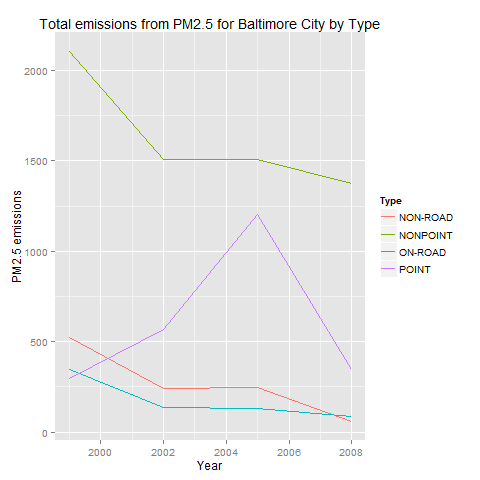 Total emissions from PM2.5 for Baltimore City by Type
2000
1500
1000
500
0
PM2.5 emissions
2000
2002
2004
2006
2008
Year
Type
NON-ROAD
NONPOINT
ON-ROAD
POINT